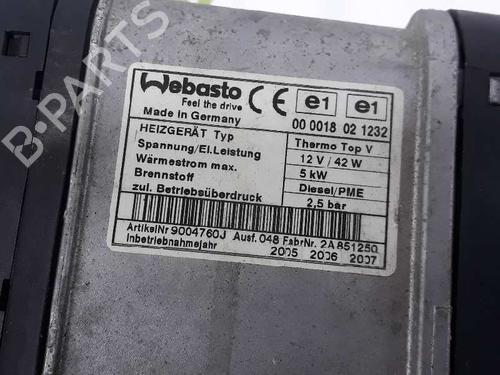 Webasto
Feel the drive
CE e1 e1
Made in Germany 00 0018 02 1232
HEIZGERÄT Typ Thermo Top V
Spannung/El.Leistung 12 V / 42 W
Wärmestrom max. 5 kW
Brennstoff Diesel/PME
zul. Betriebsüberdruck 2,5 bar
ArtikelNr 9004760J Ausf. 048 FabrNr. 2A851250
Inbetriebnahmejahr 2005 2006 2007
B-PARTS